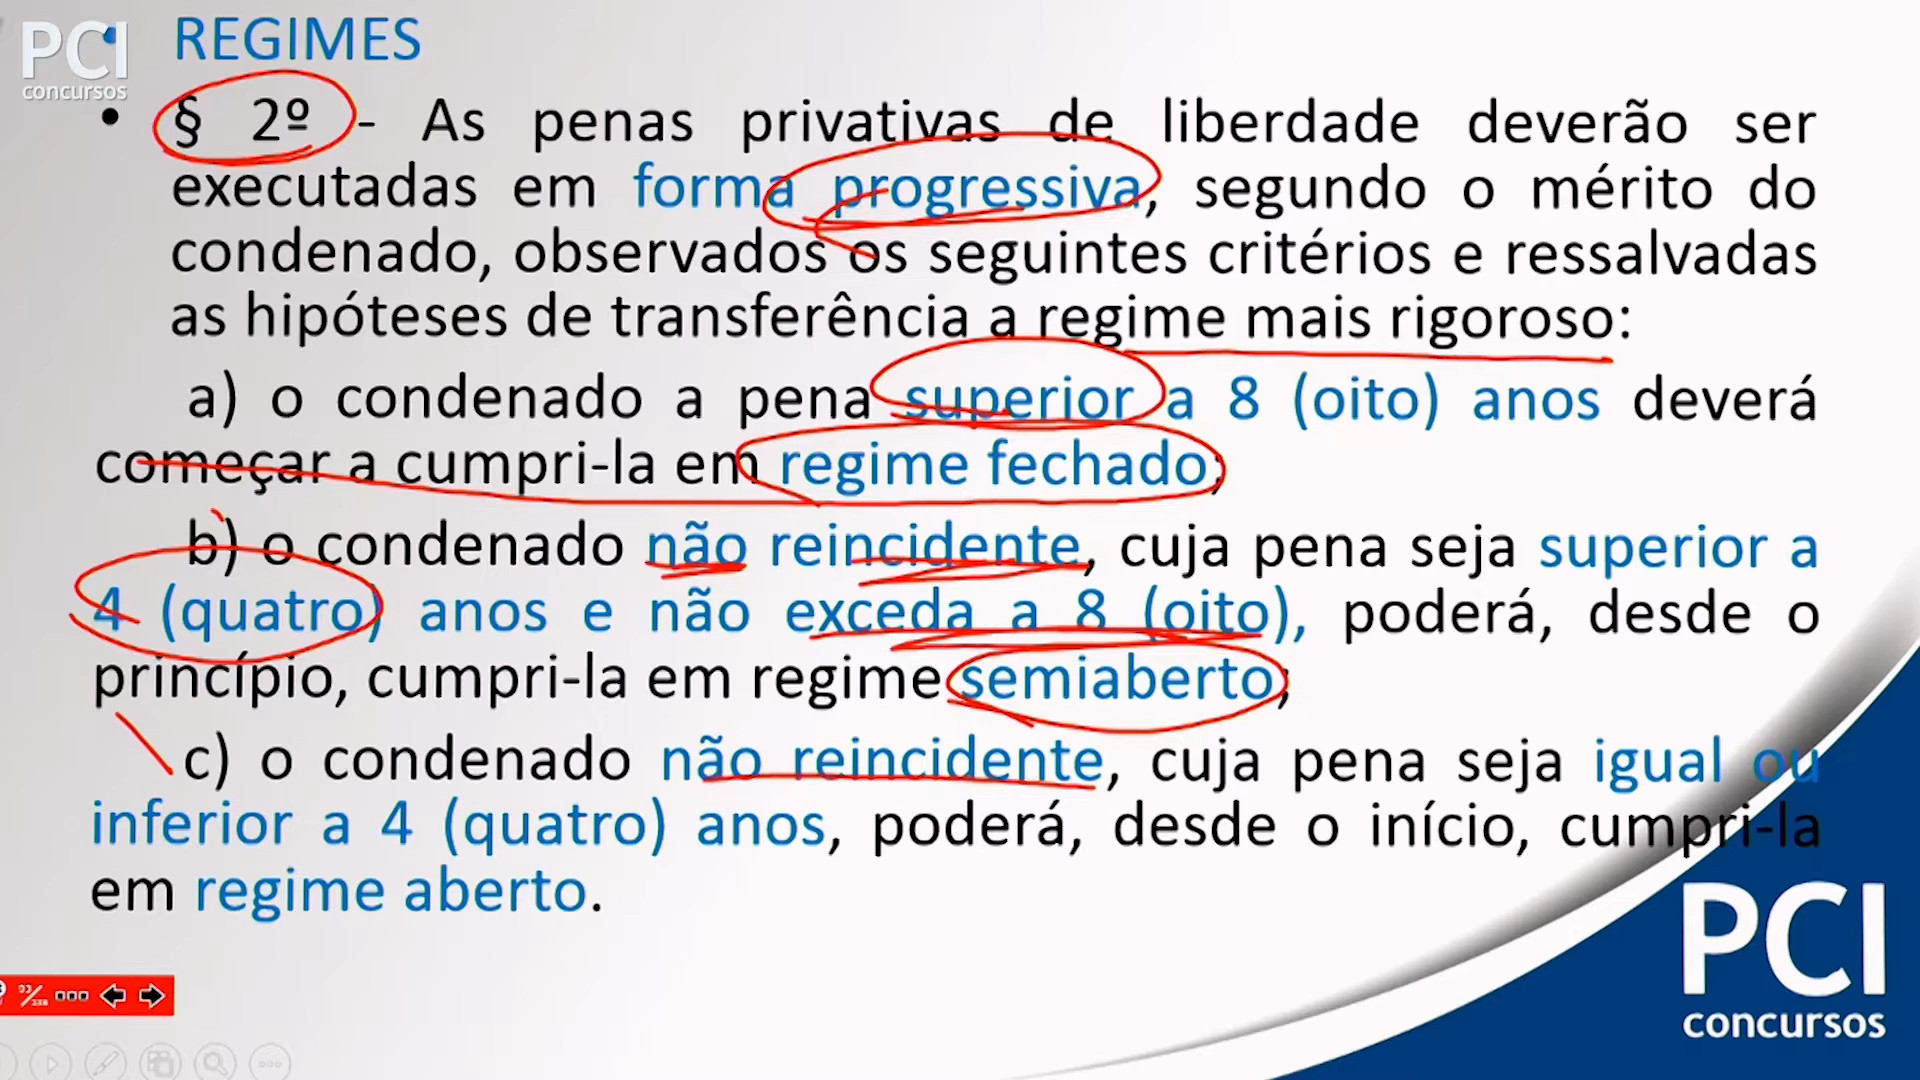 PCI
concursos
REGIMES
• § 2º - As penas privativas de liberdade deverão ser
executadas em forma progressiva, segundo o mérito do
condenado, observados os seguintes critérios e ressalvadas
as hipóteses de transferência a regime mais rigoroso:
a) o condenado a pena superior a 8 (oito) anos deverá
começar a cumpri-la em regime fechado;
b) o condenado não reincidente, cuja pena seja superior a
4 (quatro) anos e não exceda a 8 (oito), poderá, desde o
princípio, cumpri-la em regime semiaberto;
c) o condenado não reincidente, cuja pena seja igual ou
inferior a 4 (quatro) anos, poderá, desde o início, cumpri-la
em regime aberto.
PCI
concursos